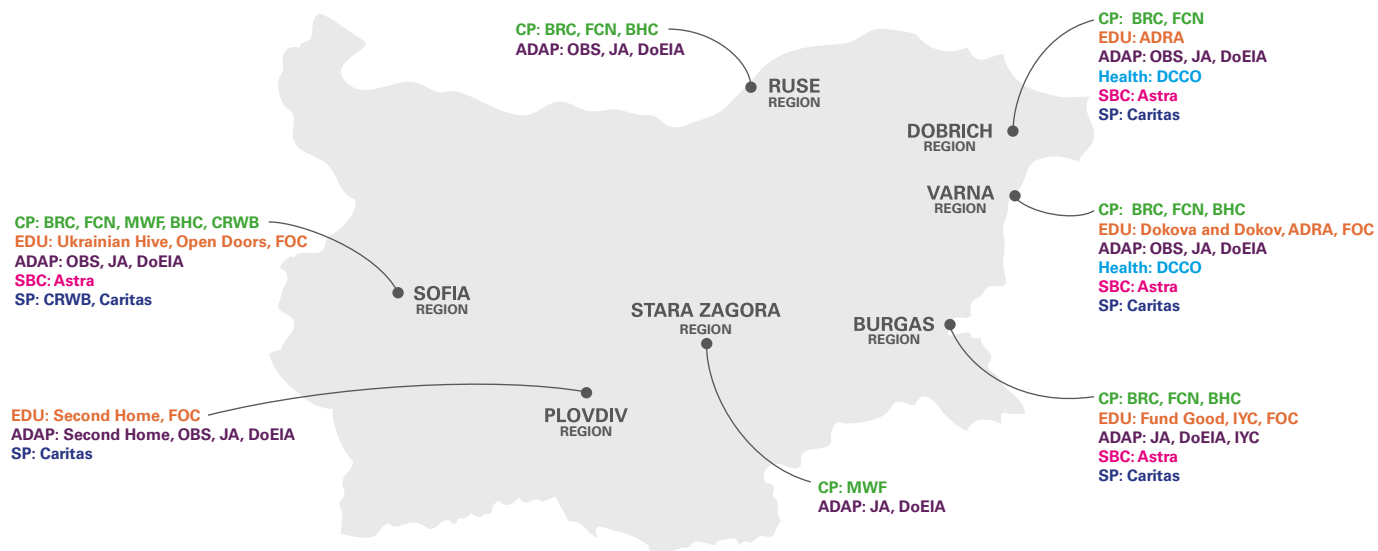 CP: BRC, FCN, BHC
ADAP: OBS, JA, DoEIA
RUSE
REGION
CP: BRC, FCN
EDU: ADRA
ADAP: OBS, JA, DoEIA
Health: DCCO
SBC: Astra
SP: Caritas
DOBRICH
REGION
VARNA
REGION
CP: BRC, FCN, BHC
EDU: Dokova and Dokov, ADRA, FOC
ADAP: OBS, JA, DoEIA
Health: DCCO
SBC: Astra
SP: Caritas
CP: BRC, FCN, MWF, BHC, CRWB
EDU: Ukrainian Hive, Open Doors, FOC
ADAP: OBS, JA, DoEIA
SBC: Astra
SP: CRWB, Caritas
SOFIA
REGION
STARA ZAGORA
REGION
BURGAS
REGION
CP: BRC, FCN, BHC
EDU: Fund Good, IYC, FOC
ADAP: JA, DoEIA, IYC
SBC: Astra
SP: Caritas
EDU: Second Home, FOC
ADAP: Second Home, OBS, JA, DoEIA
SP: Caritas
PLOVDIV
REGION
CP: MWF
ADAP: JA, DoEIA